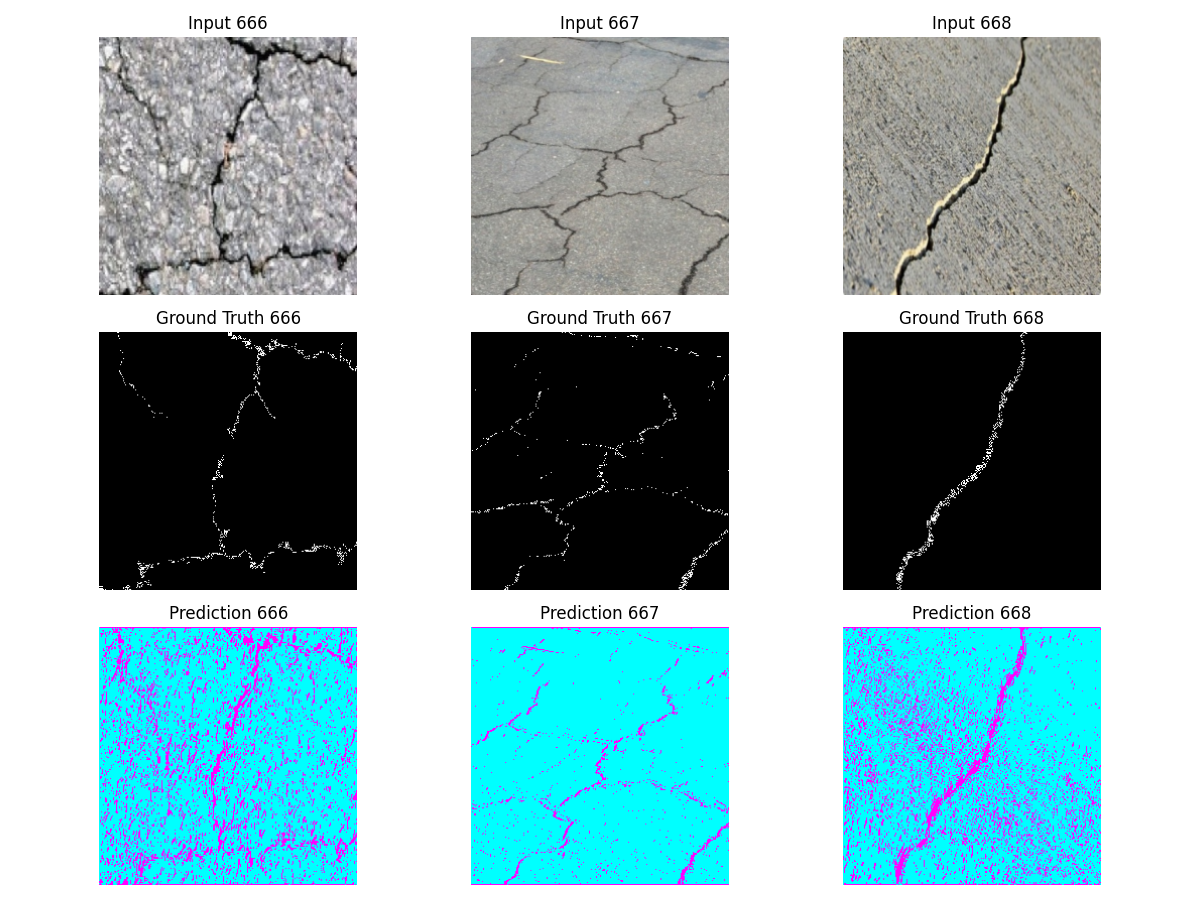 Input 666
Input 667
Input 668
Ground Truth 666
Ground Truth 667
Ground Truth 668
Prediction 666
Prediction 667
Prediction 668